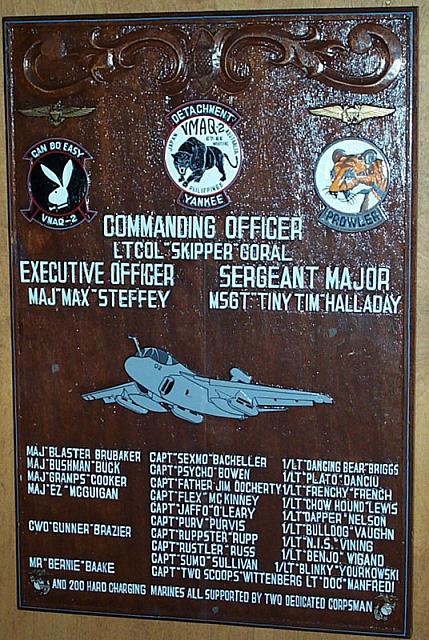 DETACHMENT
VMAQ-2
JAPAN
AUSTRALIA
PHILIPPINES
YANKEE
CAN DO EASY
VMAQ-2
PROWLERS
COMMANDING OFFICER
LTCOL "SKIPPER" GORAL
EXECUTIVE OFFICER
MAJ "MAX" STEFFEY
SERGEANT MAJOR
MSGT "TINY TIM" HALLADAY
MAJ "BLASTER" BRUBAKER
MAJ "BUSHMAN" BUCK
MAJ "GRAMPS" COOKER
MAJ "EZ" MCGUIGAN
CWO "GUNNER" BRAZIER
MR "BERNIE" BAAKE
CAPT "SEXMO" BACHELLER
CAPT "PSYCHO" BOWEN
CAPT "FATHER JIM" DOCHERTY
CAPT "FLEX" MCKINNEY
CAPT "JAFFO" O'LEARY
CAPT "PURV" PURVIS
CAPT "RUPPSTER" RUPP
CAPT "RUSTLER" RUSS
CAPT "SUMO" SULLIVAN
CAPT "TWO SCOOPS" WITTENBERG
1/LT "DANCING BEAR" BRIGGS
1/LT "PLATO" DANCIU
1/LT "FRENCHY" FRENCH
1/LT "CHOW HOUND" LEWIS
1/LT "DAPPER" NELSON
1/LT "BULLDOG" VAUGHN
1/LT "N.I.S." VINING
1/LT "BENJO" WIGAND
1/LT "BLINKY" YOURKOWSKI
LT "DOC" MANFREDI
AND 200 HARD CHARGING MARINES ALL SUPPORTED BY TWO DEDICATED CORPSMAN